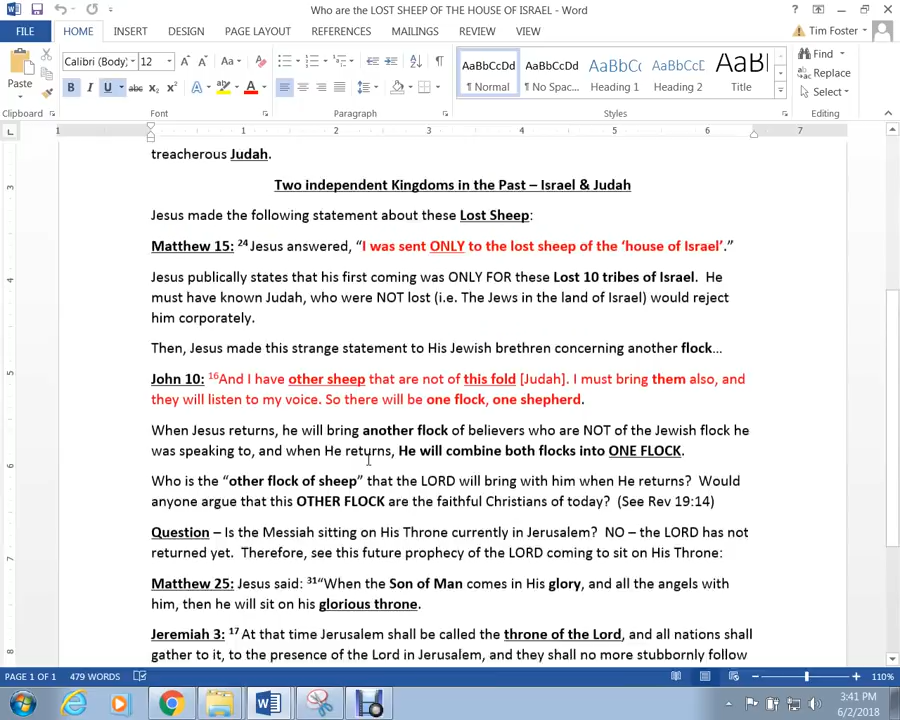 Who are the LOST SHEEP OF THE HOUSE OF ISRAEL - Word
FILE HOME INSERT DESIGN PAGE LAYOUT REFERENCES MAILINGS REVIEW VIEW Tim Foster
Paste
Calibri (Body) 12
AaBbCcDd AaBbCcDd AaBbCc AaBbCcD AaBb
¶ Normal ¶ No Spac... Heading 1 Heading 2 Title
Find
Replace
Select
Clipboard Font Paragraph Styles Editing
1 1 2 3 4 5 6 7
treacherous Judah.
Two independent Kingdoms in the Past – Israel & Judah
Jesus made the following statement about these Lost Sheep:
Matthew 15: 24 Jesus answered, “I was sent ONLY to the lost sheep of the ‘house of Israel’.”
Jesus publically states that his first coming was ONLY FOR these Lost 10 tribes of Israel. He
must have known Judah, who were NOT lost (i.e. The Jews in the land of Israel) would reject
him corporately.
Then, Jesus made this strange statement to His Jewish brethren concerning another flock…
John 10: 16And I have other sheep that are not of this fold [Judah]. I must bring them also, and
they will listen to my voice. So there will be one flock, one shepherd.
When Jesus returns, he will bring another flock of believers who are NOT of the Jewish flock he
was speaking to, and when He returns, He will combine both flocks into ONE FLOCK.
Who is the “other flock of sheep” that the LORD will bring with him when He returns? Would
anyone argue that this OTHER FLOCK are the faithful Christians of today? (See Rev 19:14)
Question – Is the Messiah sitting on His Throne currently in Jerusalem? NO – the LORD has not
returned yet. Therefore, see this future prophecy of the LORD coming to sit on His Throne:
Matthew 25: Jesus said: 31“When the Son of Man comes in His glory, and all the angels with
him, then he will sit on his glorious throne.
Jeremiah 3: 17 At that time Jerusalem shall be called the throne of the Lord, and all nations shall
gather to it, to the presence of the Lord in Jerusalem, and they shall no more stubbornly follow
3
4
5
6
7
8
PAGE 1 OF 1 479 WORDS 110%
3:41 PM
6/2/2018